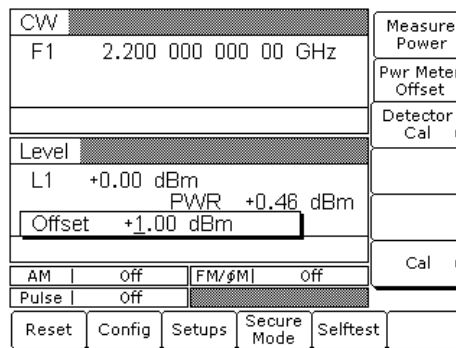 CW
F1 2.200 000 000 00 GHz
Level
L1 +0.00 dBm
PWR +0.46 dBm
Offset +1.00 dBm
AM | Off
FM/ϕM| Off
Pulse | Off
Measure
Power
Pwr Meter
Offset
Detector
Cal
Cal
Reset
Config
Setups
Secure
Mode
Selftest